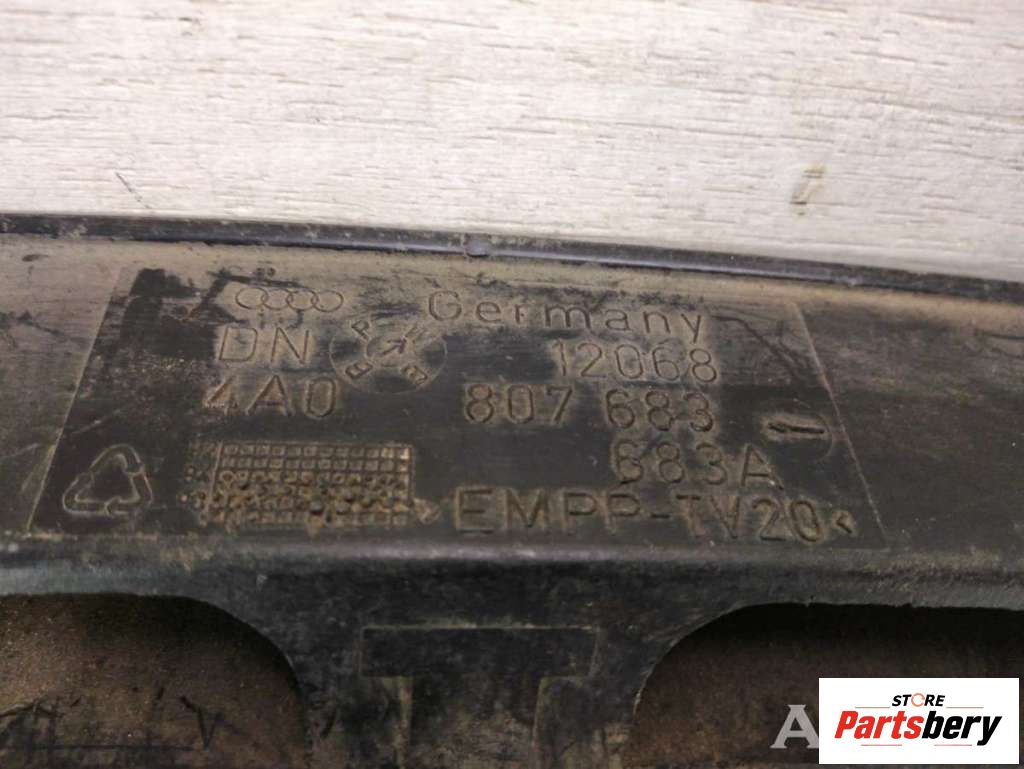 Germany
DN 12068
4A0 807 683
683A
EMPP-TV20<
STORE
Partsbery
A